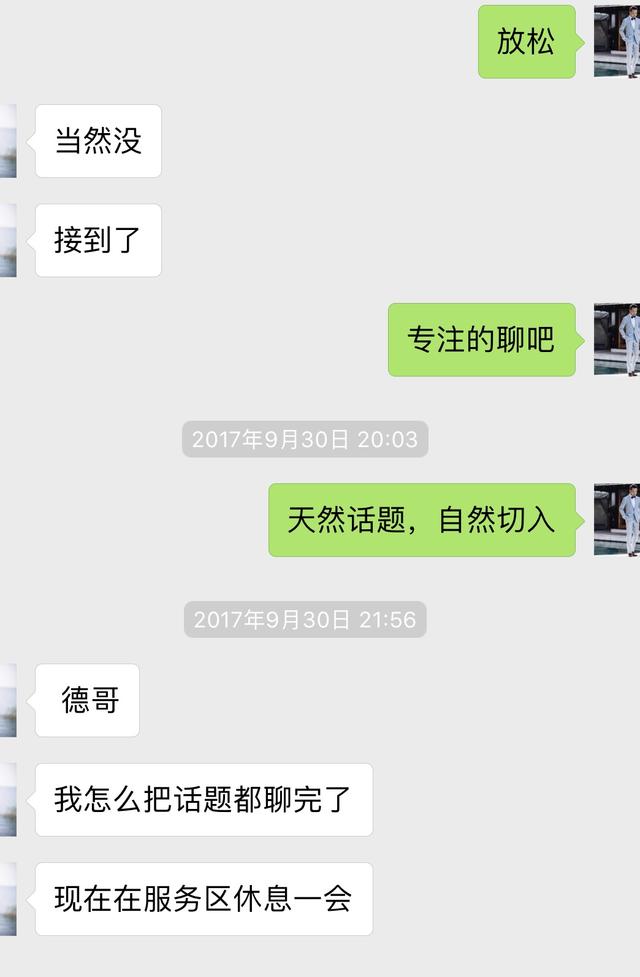 放松
当然没
接到了
专注的聊吧
2017年9月30日 20:03
天然话题，自然切入
2017年9月30日 21:56
德哥
我怎么把话题都聊完了
现在在服务区休息一会